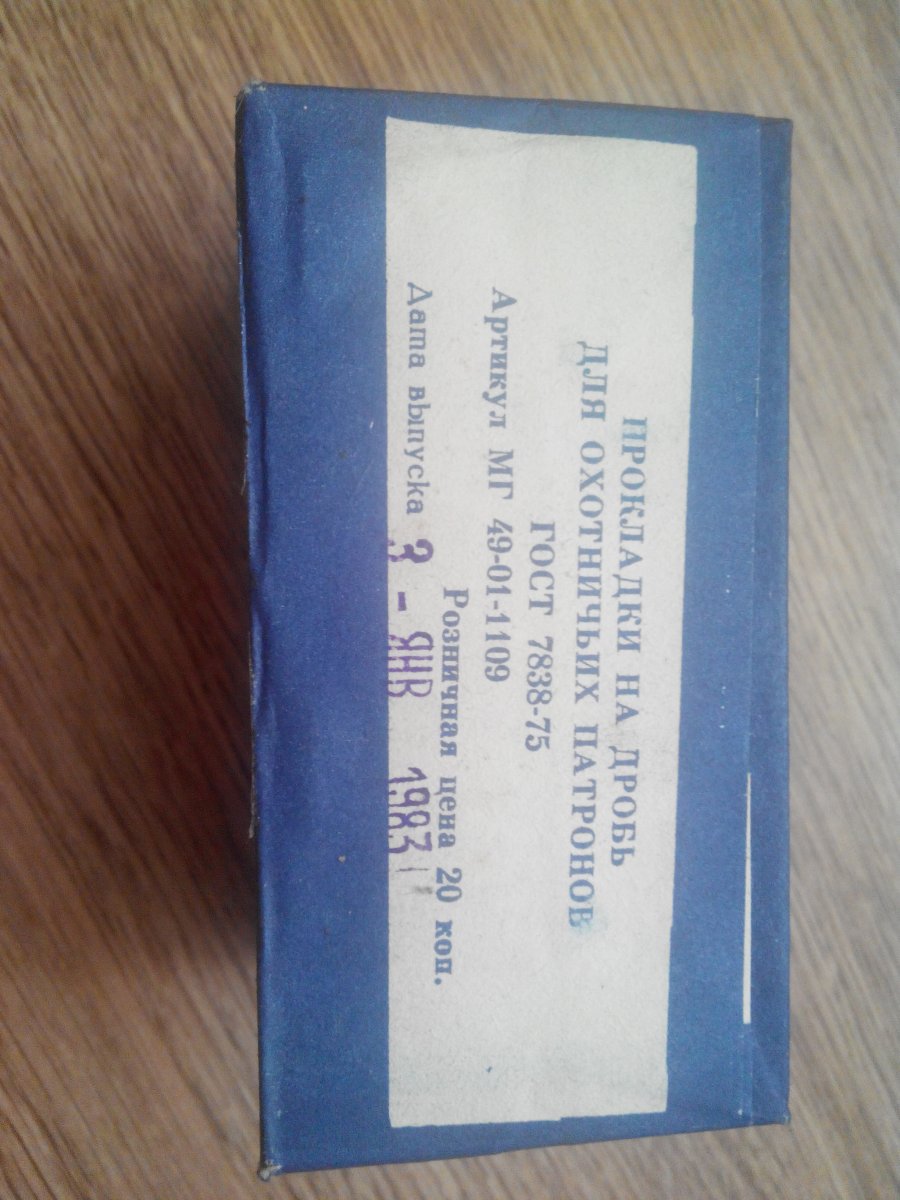 ПРОКЛАДКИ НА ДРОБЬ
ДЛЯ ОХОТНИЧЬИХ ПАТРОНОВ
ГОСТ 7838-75
Артикул МГ 49-01-1109
Розничная цена 20 коп.
Дата выпуска 3 - ЯНВ 1983